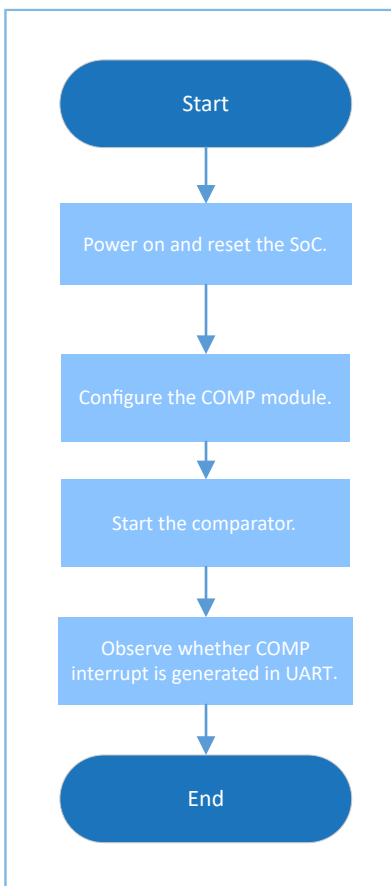 Start
Power on and reset the SoC.
Configure the COMP module.
Start the comparator.
Observe whether COMP
interrupt is generated in UART.
End